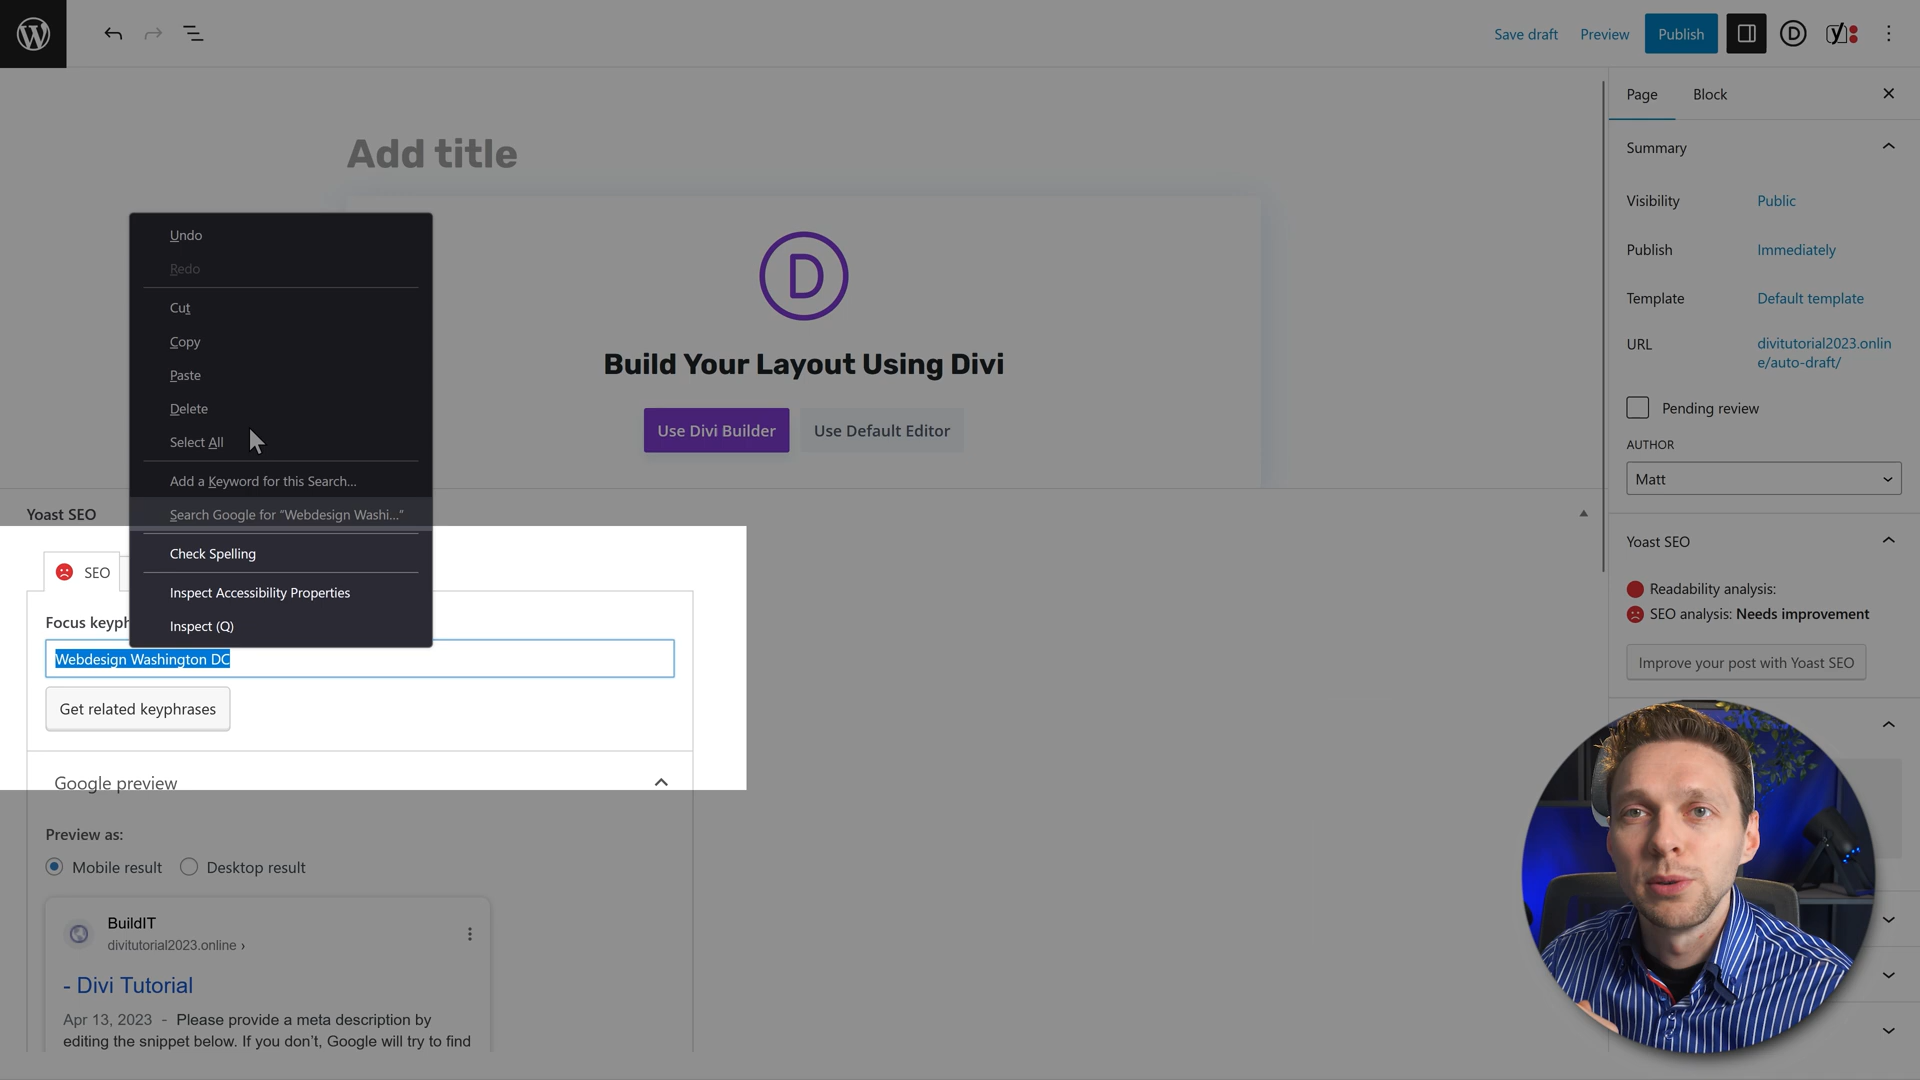 Save draft
Preview
Publish
Page
Block
Add title
Summary
Visibility
Public
Publish
Immediately
Template
Default template
URL
divitutorial2023.onlin
e/auto-draft/
Pending review
AUTHOR
Matt
Undo
Redo
Cut
Copy
Paste
Delete
Select All
Add a Keyword for this Search...
Search Google for “Webdesign Washi...”
Check Spelling
Inspect Accessibility Properties
Inspect (Q)
D
Build Your Layout Using Divi
Use Divi Builder
Use Default Editor
Yoast SEO
SEO
Focus keyph
Webdesign Washington DC
Get related keyphrases
Google preview
Preview as:
Mobile result
Desktop result
BuildIT
divitutorial2023.online ›
- Divi Tutorial
Apr 13, 2023 - Please provide a meta description by
editing the snippet below. If you don’t, Google will try to find
Yoast SEO
Readability analysis:
SEO analysis: Needs improvement
Improve your post with Yoast SEO